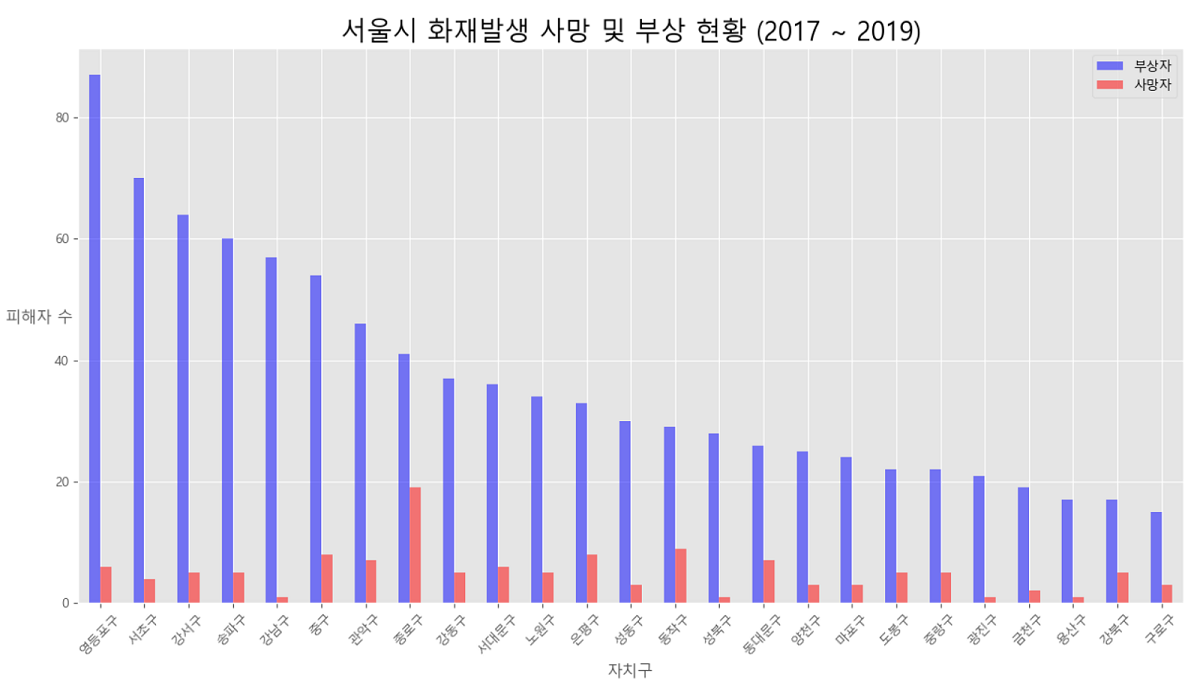 서울시 화재발생 사망 및 부상 현황 (2017 ~ 2019)
부상자
사망자
80
60
피해자 수
40
20
0
영등포구
서초구
강서구
송파구
강남구
중구
관악구
종로구
강동구
서대문구
노원구
은평구
성동구
동작구
성북구
동대문구
양천구
마포구
도봉구
중랑구
광진구
금천구
용산구
강북구
구로구
자치구